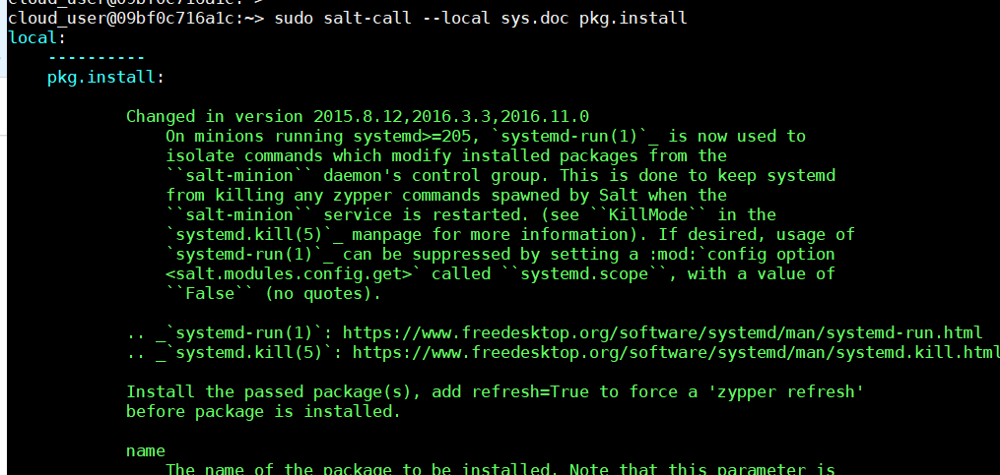 cloud_user@09bf0c716a1c:~>
cloud_user@09bf0c716a1c:~> sudo salt-call --local sys.doc pkg.install
local:
----------
pkg.install:
Changed in version 2015.8.12,2016.3.3,2016.11.0
On minions running systemd>=205, `systemd-run(1)`_ is now used to
isolate commands which modify installed packages from the
``salt-minion`` daemon's control group. This is done to keep systemd
from killing any zypper commands spawned by Salt when the
``salt-minion`` service is restarted. (see ``KillMode`` in the
`systemd.kill(5)`_ manpage for more information). If desired, usage of
`systemd-run(1)`_ can be suppressed by setting a :mod:`config option
<salt.modules.config.get>` called ``systemd.scope``, with a value of
``False`` (no quotes).
.. _`systemd-run(1)`: https://www.freedesktop.org/software/systemd/man/systemd-run.html
.. _`systemd.kill(5)`: https://www.freedesktop.org/software/systemd/man/systemd.kill.html
Install the passed package(s), add refresh=True to force a 'zypper refresh'
before package is installed.
name
The name of the package to be installed. Note that this parameter is